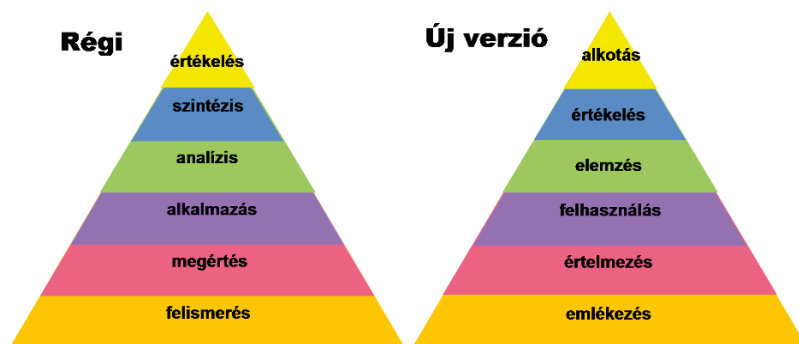 Régi
értékelés
szintézis
analízis
alkalmazás
megértés
felismerés
Új verzió
alkotás
értékelés
elemzés
felhasználás
értelmezés
emlékezés